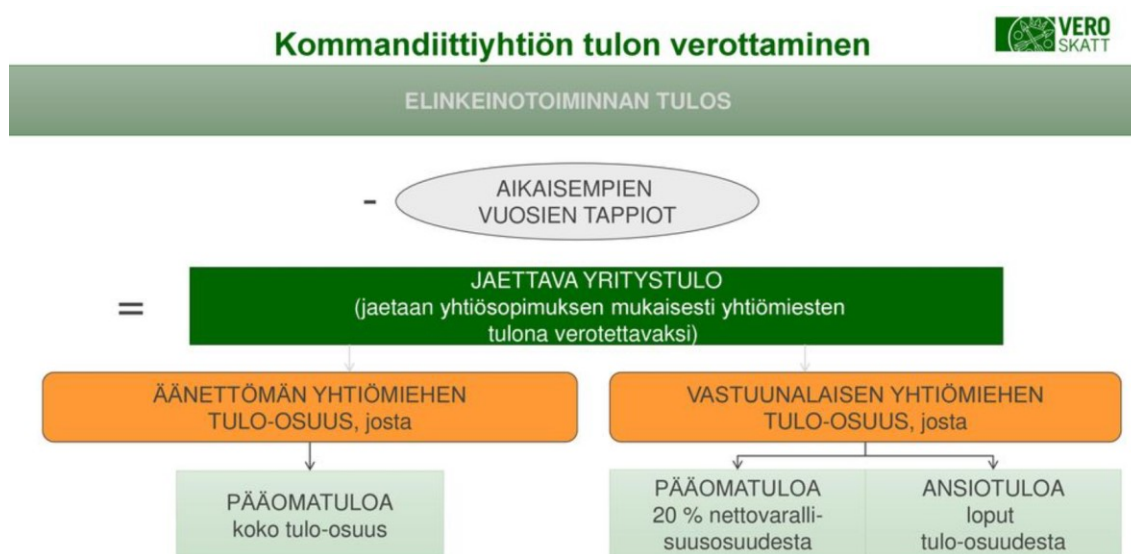 Kommandiittiyhtiön tulon verottaminen
VERO
SKATT
ELINKEINOTOIMINNAN TULOS
-
AIKAISEMPIEN
VUOSIEN TAPPIOT
=
JAETTAVA YRITYSTULO
(jaetaan yhtiösopimuksen mukaisesti yhtiömiesten
tulona verotettavaksi)
ÄÄNETTÖMÄN YHTIÖMIEHEN
TULO-OSUUS, josta
VASTUUNALAISEN YHTIÖMIEHEN
TULO-OSUUS, josta
PÄÄOMATULOA
koko tulo-osuus
PÄÄOMATULOA
20 % nettovaralli-
suusosuudesta
ANSIOTULOA
loput
tulo-osuudesta